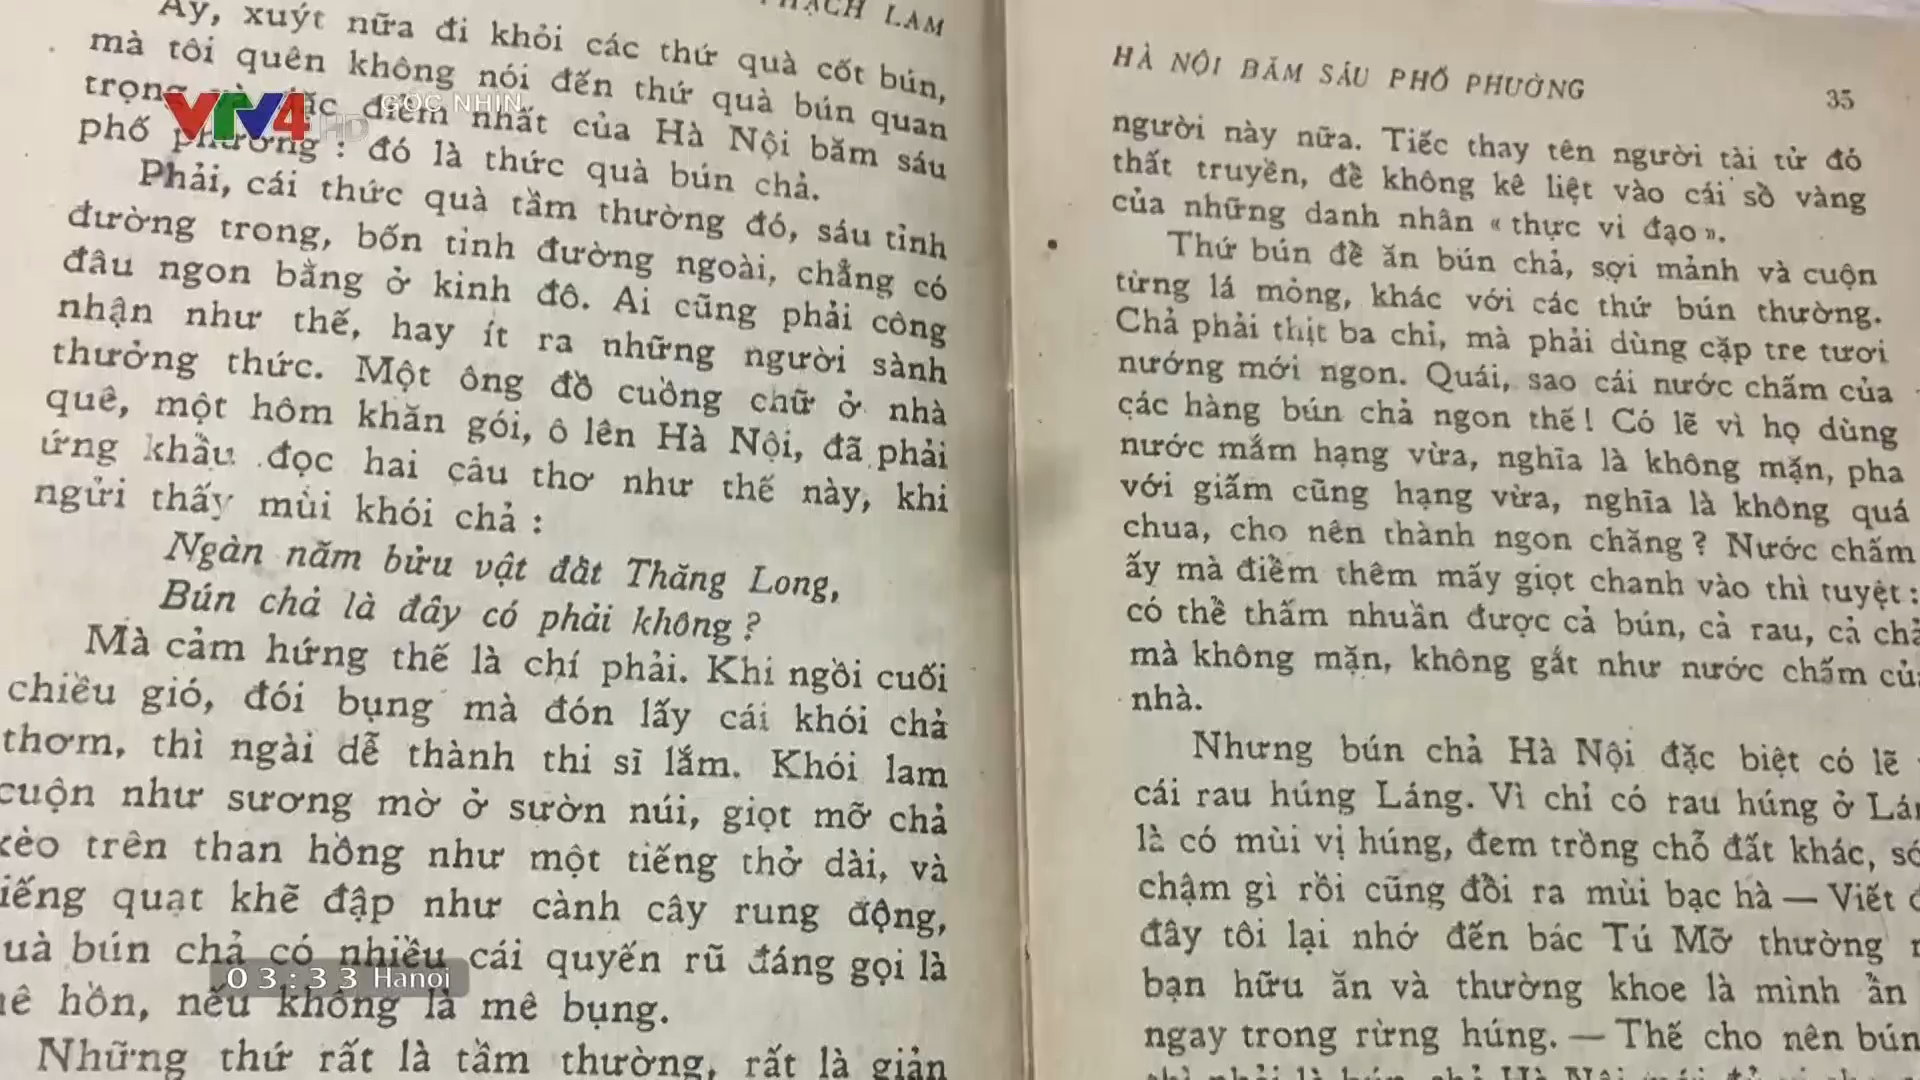 THẠCH LAM
Ấy, xuýt nữa đi khỏi các thứ quà cốt bún,
mà tôi quên không nói đến thứ quà bún quan
trọng đặc điểm nhất của Hà Nội băm sáu
phố phường : đó là thức quà bún chả.
Phải, cái thức quà tầm thường đó, sáu tỉnh
đường trong, bốn tỉnh đường ngoài, chẳng có
đâu ngon bằng ở kinh đô. Ai cũng phải công
nhận như thế, hay ít ra những người sành
thưởng thức. Một ông đồ cuồng chữ ở nhà
quê, một hôm khăn gói, ô lên Hà Nội, đã phải
ứng khẩu đọc hai câu thơ như thế này, khi
ngửi thấy mùi khói chả :
Ngàn năm bửu vật đất Thăng Long,
Bún chả là đây có phải không ?
Mà cảm hứng thế là chí phải. Khi ngồi cuối
chiều gió, đói bụng mà đón lấy cái khói chả
thơm, thì ngài dễ thành thi sĩ lắm. Khói lam
cuộn như sương mờ ở sườn núi, giọt mỡ chả
xèo trên than hồng như một tiếng thở dài, và
tiếng quạt khẽ đập như cành cây rung động,
quà bún chả có nhiều cái quyến rũ đáng gọi là
mê hồn, nếu không là mê bụng.
Những thứ rất là tầm thường, rất là giản
HÀ NỘI BĂM SÁU PHỐ PHƯỜNG 35
người này nữa. Tiếc thay tên người tài tử đó
thất truyền, để không kê liệt vào cái sổ vàng
của những danh nhân « thực vi đạo ».
Thứ bún để ăn bún chả, sợi mảnh và cuộn
từng lá mỏng, khác với các thứ bún thường.
Chả phải thịt ba chỉ, mà phải dùng cặp tre tươi
nướng mới ngon. Quái, sao cái nước chấm của
các hàng bún chả ngon thế! Có lẽ vì họ dùng
nước mắm hạng vừa, nghĩa là không mặn, pha
với giấm cũng hạng vừa, nghĩa là không quá
chua, cho nên thành ngon chăng ? Nước chấm
ấy mà điểm thêm mấy giọt chanh vào thì tuyệt :
có thể thấm nhuần được cả bún, cả rau, cả chả
mà không mặn, không gắt như nước chấm của
nhà.
Nhưng bún chả Hà Nội đặc biệt có lẽ
cái rau húng Láng. Vì chỉ có rau húng ở Láng
là có mùi vị húng, đem trồng chỗ đất khác,
chậm gì rồi cũng đổi ra mùi bạc hà — Viết
đây tôi lại nhớ đến bác Tú Mỡ thường
bạn hữu ăn và thường khoe là mình ẩn
ngay trong rừng húng. — Thế cho nên bún
VTV4 HD
GÓC NHÌN
03:33 Hanoi